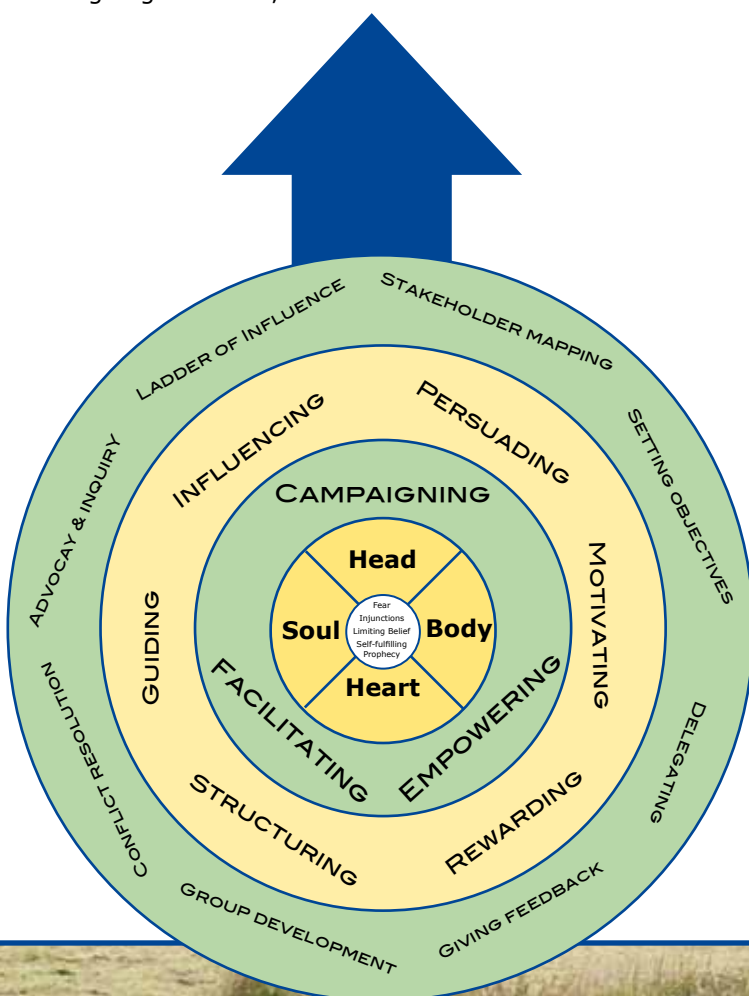 LADDER OF INFLUENCE
STAKEHOLDER MAPPING
SETTING OBJECTIVES
DELEGATING
GIVING FEEDBACK
GROUP DEVELOPMENT
CONFLICT RESOLUTION
ADVOCAY & INQUIRY
INFLUENCING
PERSUADING
MOTIVATING
REWARDING
STRUCTURING
GUIDING
CAMPAIGNING
EMPOWERING
FACILITATING
Head
Body
Heart
Soul
Fear
Injunctions
Limiting Belief
Self-fulfilling
Prophecy